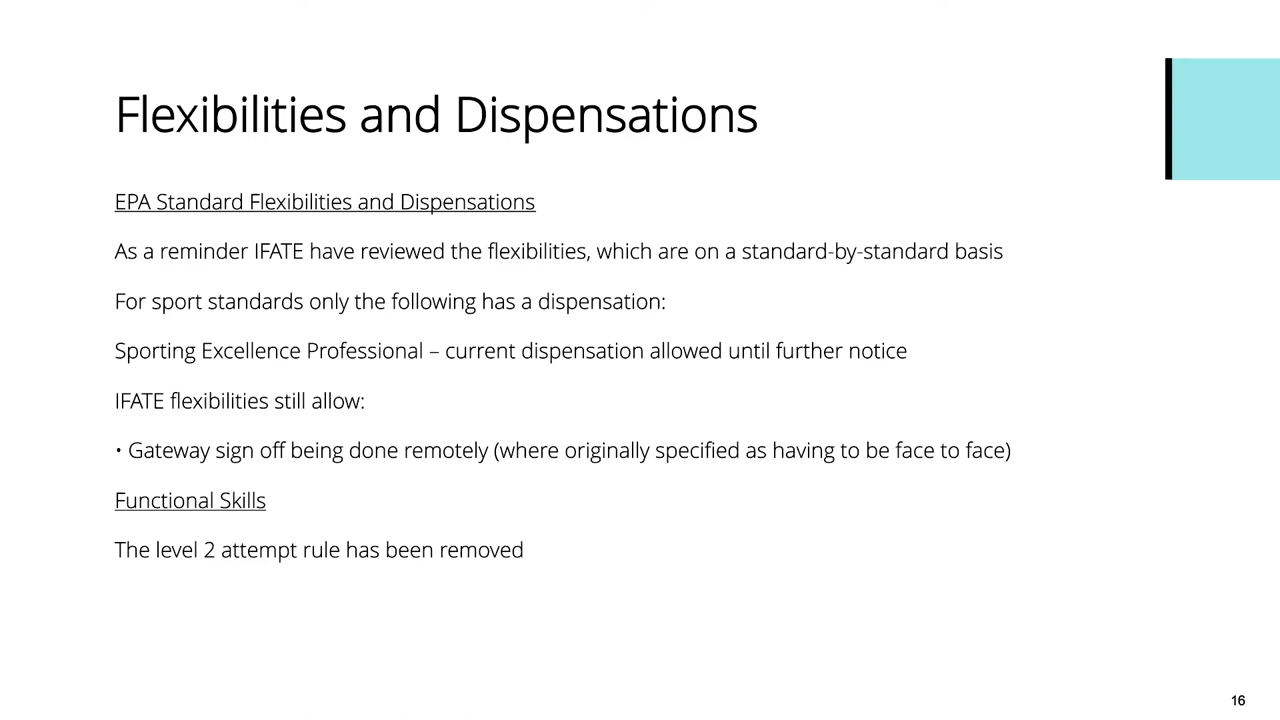 Flexibilities and Dispensations
EPA Standard Flexibilities and Dispensations
As a reminder IFATE have reviewed the flexibilities, which are on a standard-by-standard basis
For sport standards only the following has a dispensation:
Sporting Excellence Professional – current dispensation allowed until further notice
IFATE flexibilities still allow:
• Gateway sign off being done remotely (where originally specified as having to be face to face)
Functional Skills
The level 2 attempt rule has been removed
16